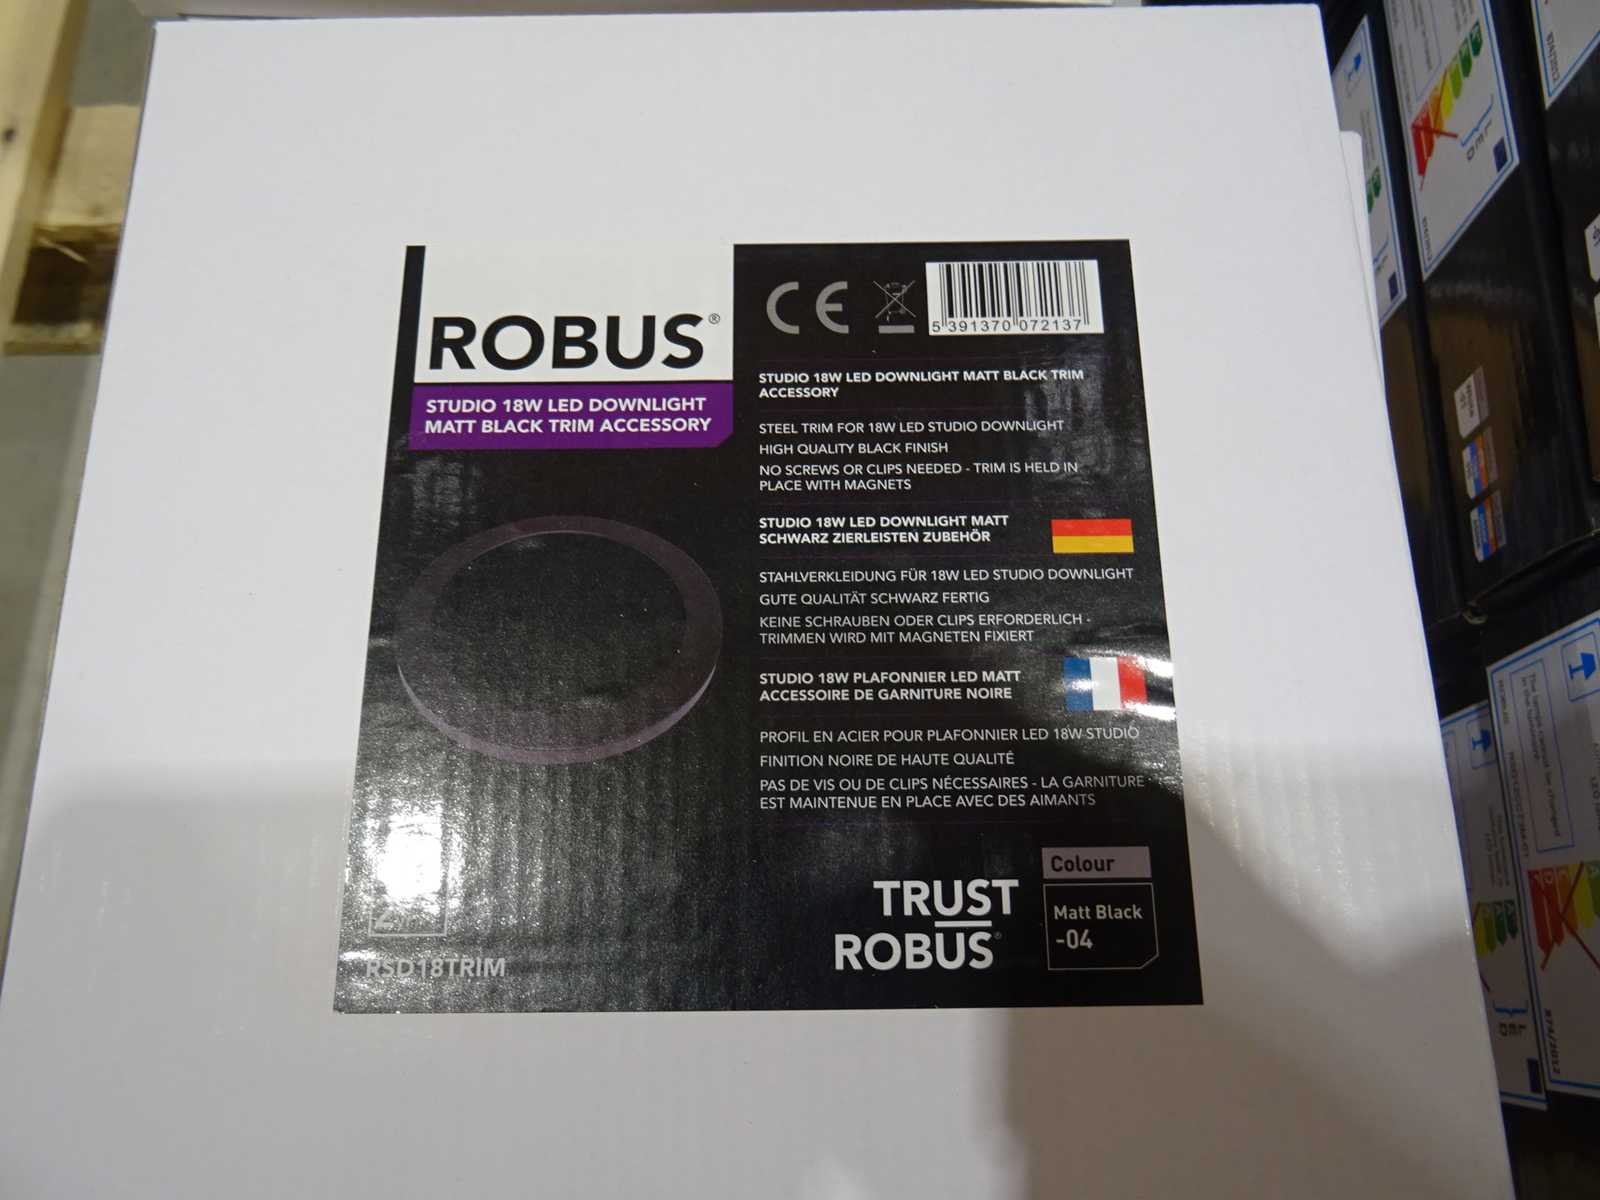 ROBUS®
STUDIO 18W LED DOWNLIGHT
MATT BLACK TRIM ACCESSORY
RSD18TRIM
CE
5 391370 072137
STUDIO 18W LED DOWNLIGHT MATT BLACK TRIM
ACCESSORY
STEEL TRIM FOR 18W LED STUDIO DOWNLIGHT
HIGH QUALITY BLACK FINISH
NO SCREWS OR CLIPS NEEDED - TRIM IS HELD IN
PLACE WITH MAGNETS
STUDIO 18W LED DOWNLIGHT MATT
SCHWARZ ZIERLEISTEN ZUBEHÖR
STAHLVERKLEIDUNG FÜR 18W LED STUDIO DOWNLIGHT
GUTE QUALITÄT SCHWARZ FERTIG
KEINE SCHRAUBEN ODER CLIPS ERFORDERLICH -
TRIMMEN WIRD MIT MAGNETEN FIXIERT
STUDIO 18W PLAFONNIER LED MATT
ACCESSOIRE DE GARNITURE NOIRE
PROFIL EN ACIER POUR PLAFONNIER LED 18W STUDIO
FINITION NOIRE DE HAUTE QUALITÉ
PAS DE VIS OU DE CLIPS NÉCESSAIRES - LA GARNITURE
EST MAINTENUE EN PLACE AVEC DES AIMANTS
TRUST
ROBUS®
Colour
Matt Black
-04
874/2012